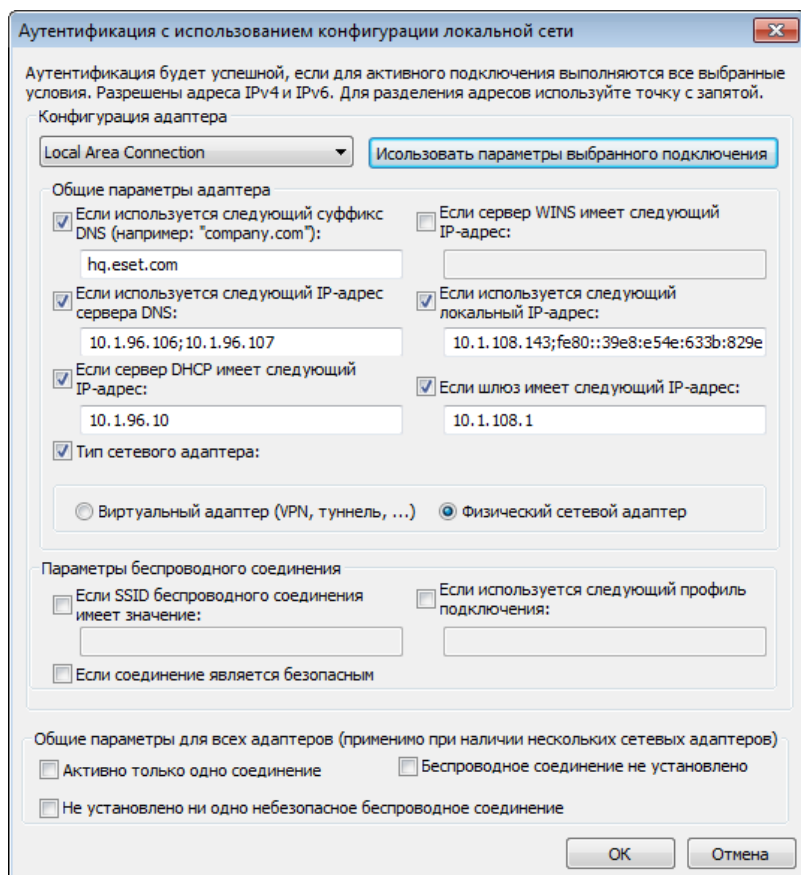 Аутентификация с использованием конфигурации локальной сети
Аутентификация будет успешной, если для активного подключения выполняются все выбранные
условия. Разрешены адреса IPv4 и IPv6. Для разделения адресов используйте точку с запятой.
Конфигурация адаптера
Local Area Connection
Исользовать параметры выбранного подключения
Общие параметры адаптера
Если используется следующий суффикс
DNS (например: "company.com"):
hq.eset.com
Если сервер WINS имеет следующий
IP-адрес:
Если используется следующий IP-адрес
сервера DNS:
10.1.96.106;10.1.96.107
Если используется следующий
локальный IP-адрес:
10.1.108.143;fe80::39e8:e54e:633b:829e
Если сервер DHCP имеет следующий
IP-адрес:
10.1.96.10
Если шлюз имеет следующий IP-адрес:
10.1.108.1
Тип сетевого адаптера:
Виртуальный адаптер (VPN, туннель, ...)
Физический сетевой адаптер
Параметры беспроводного соединения
Если SSID беспроводного соединения
имеет значение:
Если используется следующий профиль
подключения:
Если соединение является безопасным
Общие параметры для всех адаптеров (применимо при наличии нескольких сетевых адаптеров)
Активно только одно соединение
Беспроводное соединение не установлено
Не установлено ни одно небезопасное беспроводное соединение
ОК
Отмена